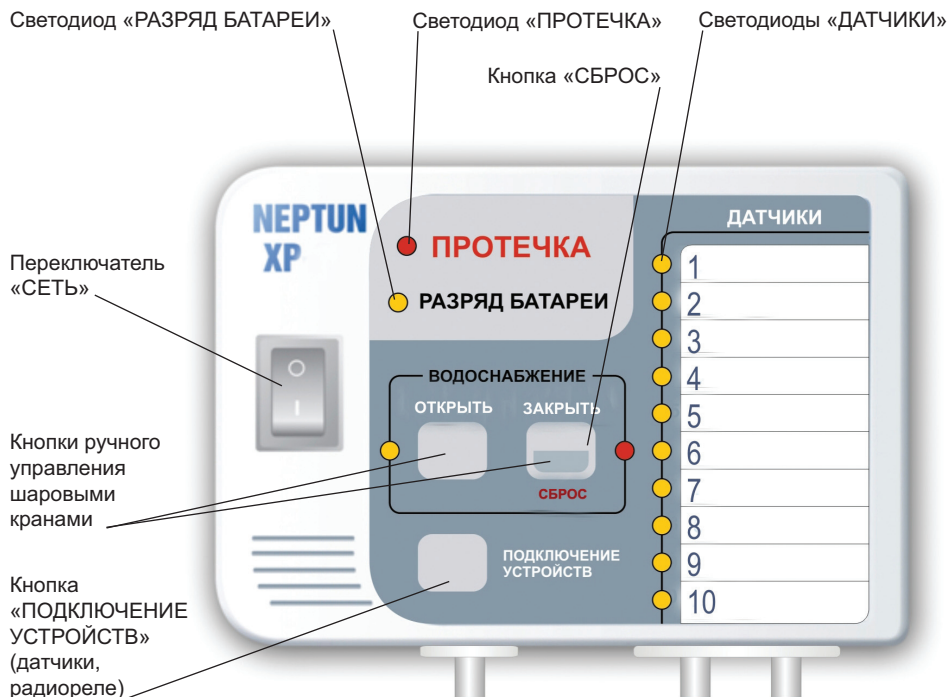 Светодиод «РАЗРЯД БАТАРЕИ»
Светодиод «ПРОТЕЧКА»
Светодиоды «ДАТЧИКИ»
Кнопка «СБРОС»
Переключатель
«СЕТЬ»
Кнопки ручного
управления
шаровыми
кранами
Кнопка
«ПОДКЛЮЧЕНИЕ
УСТРОЙСТВ»
(датчики,
радиореле)
NEPTUN
XP
ПРОТЕЧКА
РАЗРЯД БАТАРЕИ
ВОДОСНАБЖЕНИЕ
ОТКРЫТЬ
ЗАКРЫТЬ
СБРОС
ПОДКЛЮЧЕНИЕ
УСТРОЙСТВ
ДАТЧИКИ
1
2
3
4
5
6
7
8
9
10